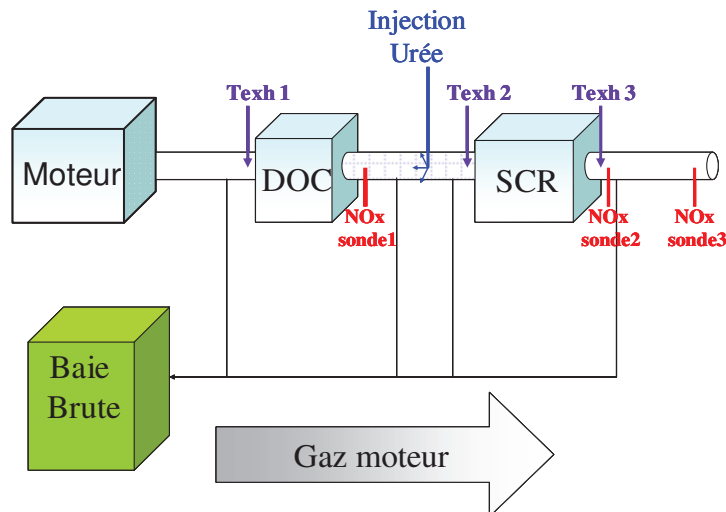 Injection
Urée
Texh 1
Texh 2
Texh 3
Moteur
DOC
SCR
NOx
sonde1
NOx
sonde2
NOx
sonde3
Baie
Brute
Gaz moteur